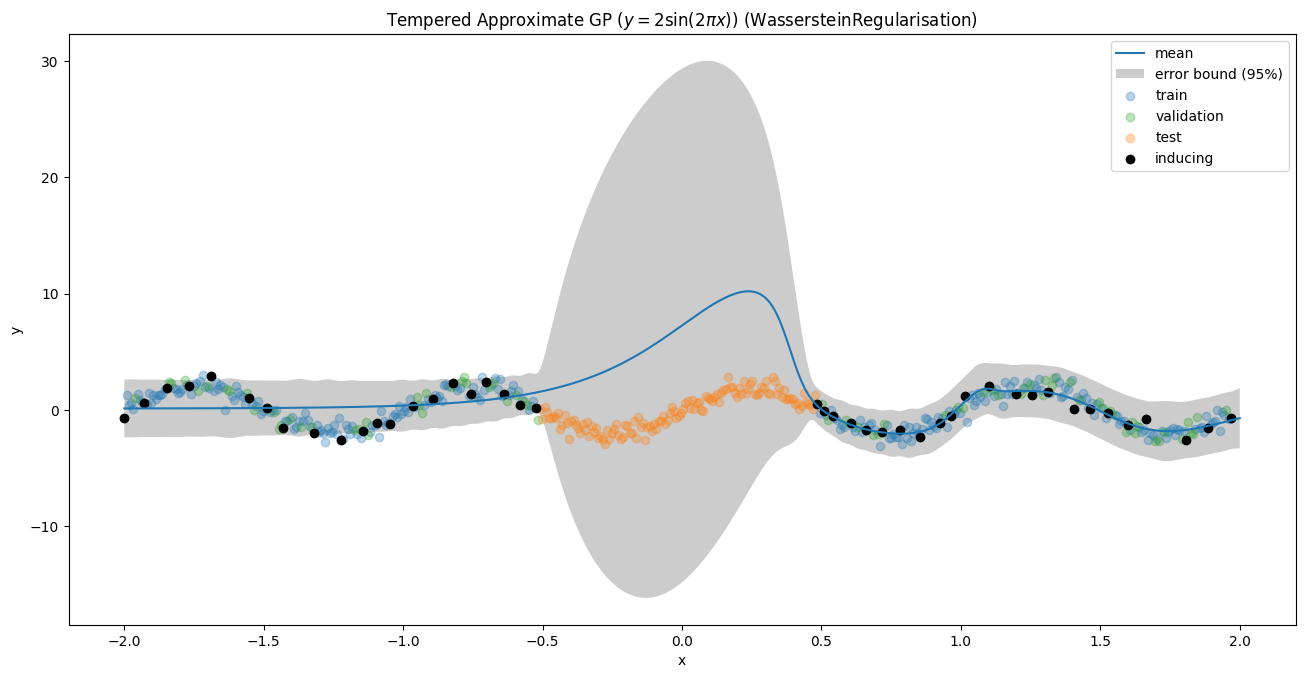 Tempered Approximate GP (y = 2sin(2πx)) (WassersteinRegularisation)
mean
error bound (95%)
train
validation
test
inducing
30
20
10
0
−10
y
−2.0 −1.5 −1.0 −0.5 0.0 0.5 1.0 1.5 2.0
x